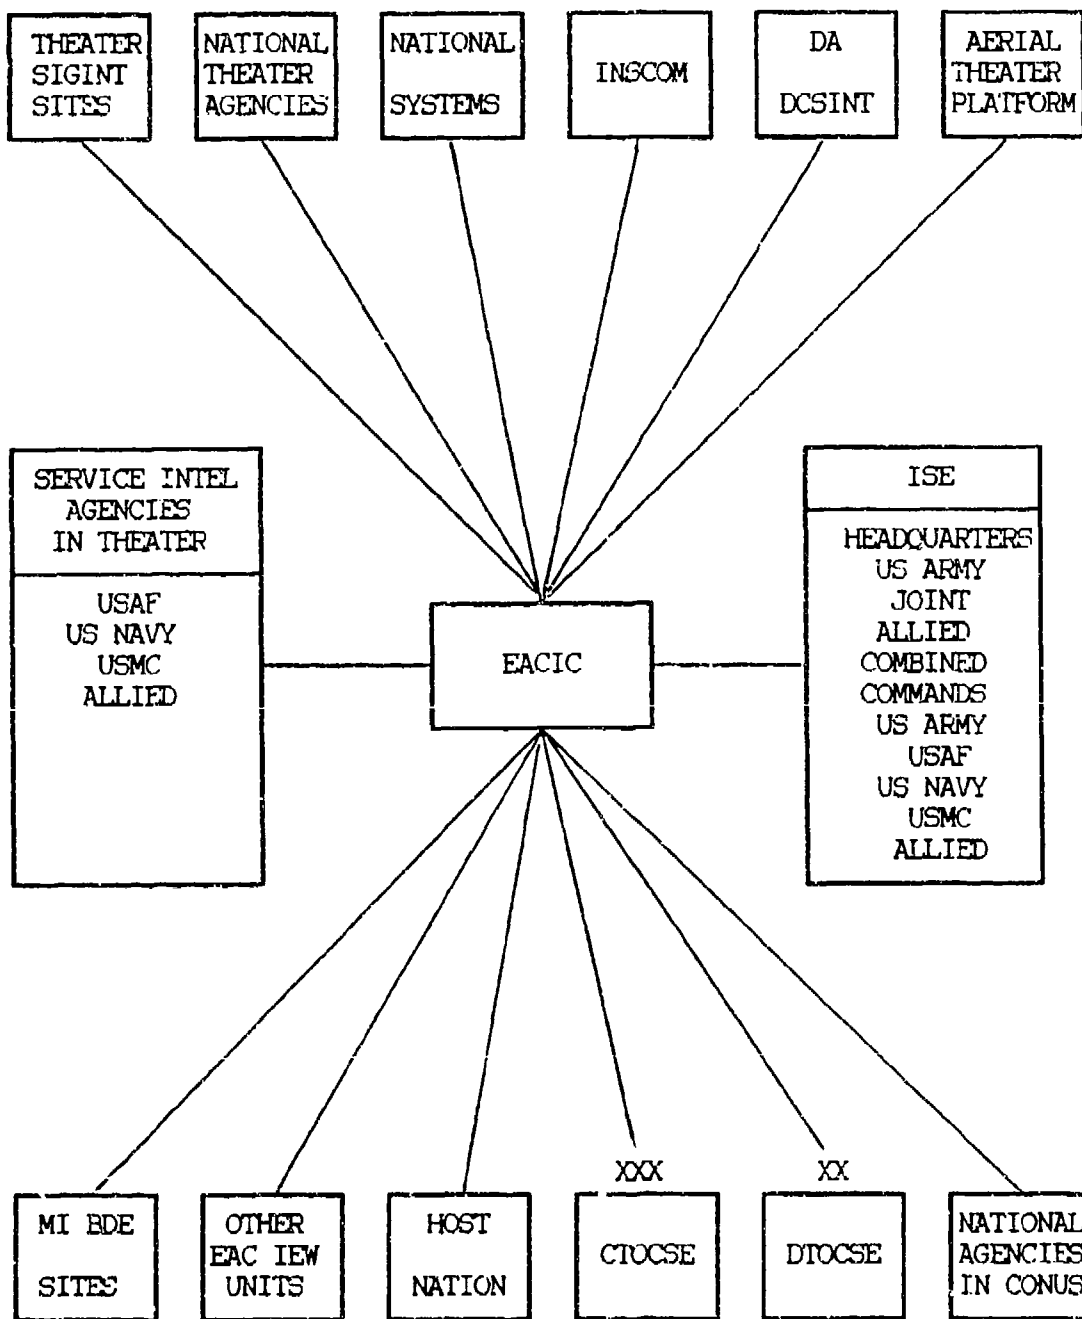 THEATER
SIGINT
SITES
NATIONAL
THEATER
AGENCIES
NATIONAL
SYSTEMS
INSCOM
DA
DCSINT
AERIAL
THEATER
PLATFORM
SERVICE INTEL
AGENCIES
IN THEATER
USAF
US NAVY
USMC
ALLIED
EACIC
ISE
HEADQUARTERS
US ARMY
JOINT
ALLIED
COMBINED
COMMANDS
US ARMY
USAF
US NAVY
USMC
ALLIED
MI BDE
SITES
OTHER
EAC IEW
UNITS
HOST
NATION
XXX
CTOCSE
XX
DTOCSE
NATIONAL
AGENCIES
IN CONUS